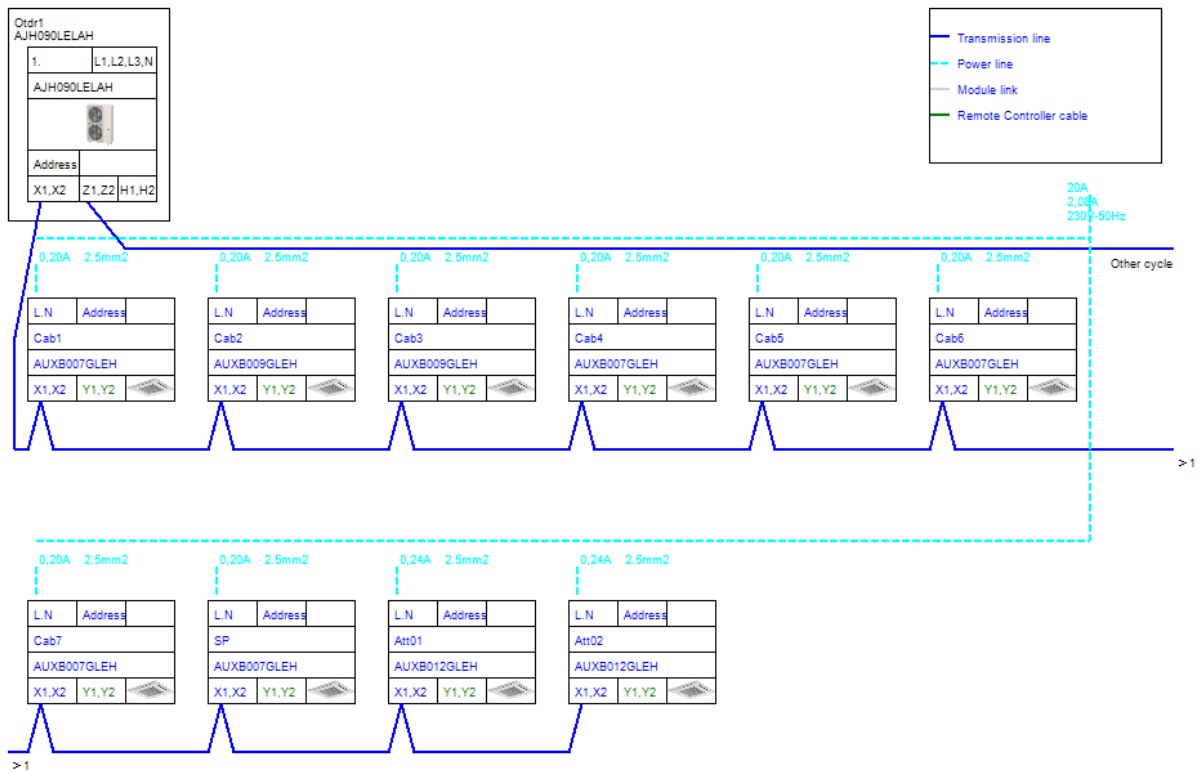 Otdr1
AJH090LELAH
1. L1,L2,L3,N
AJH090LELAH
Address
X1,X2 Z1,Z2 H1,H2
Transmission line
Power line
Module link
Remote Controller cable
20A
2,08A
230V-50Hz
Other cycle
0,20A 2.5mm2 0,20A 2.5mm2 0,20A 2.5mm2 0,20A 2.5mm2 0,20A 2.5mm2 0,20A 2.5mm2
L.N Address L.N Address L.N Address L.N Address L.N Address L.N Address
Cab1 Cab2 Cab3 Cab4 Cab5 Cab6
AUXB007GLEH AUXB009GLEH AUXB009GLEH AUXB007GLEH AUXB007GLEH AUXB007GLEH
X1,X2 Y1,Y2 X1,X2 Y1,Y2 X1,X2 Y1,Y2 X1,X2 Y1,Y2 X1,X2 Y1,Y2 X1,X2 Y1,Y2
>1
0,20A 2.5mm2 0,20A 2.5mm2 0,24A 2.5mm2 0,24A 2.5mm2
L.N Address L.N Address L.N Address L.N Address
Cab7 SP Att01 Att02
AUXB007GLEH AUXB007GLEH AUXB012GLEH AUXB012GLEH
X1,X2 Y1,Y2 X1,X2 Y1,Y2 X1,X2 Y1,Y2 X1,X2 Y1,Y2
>1